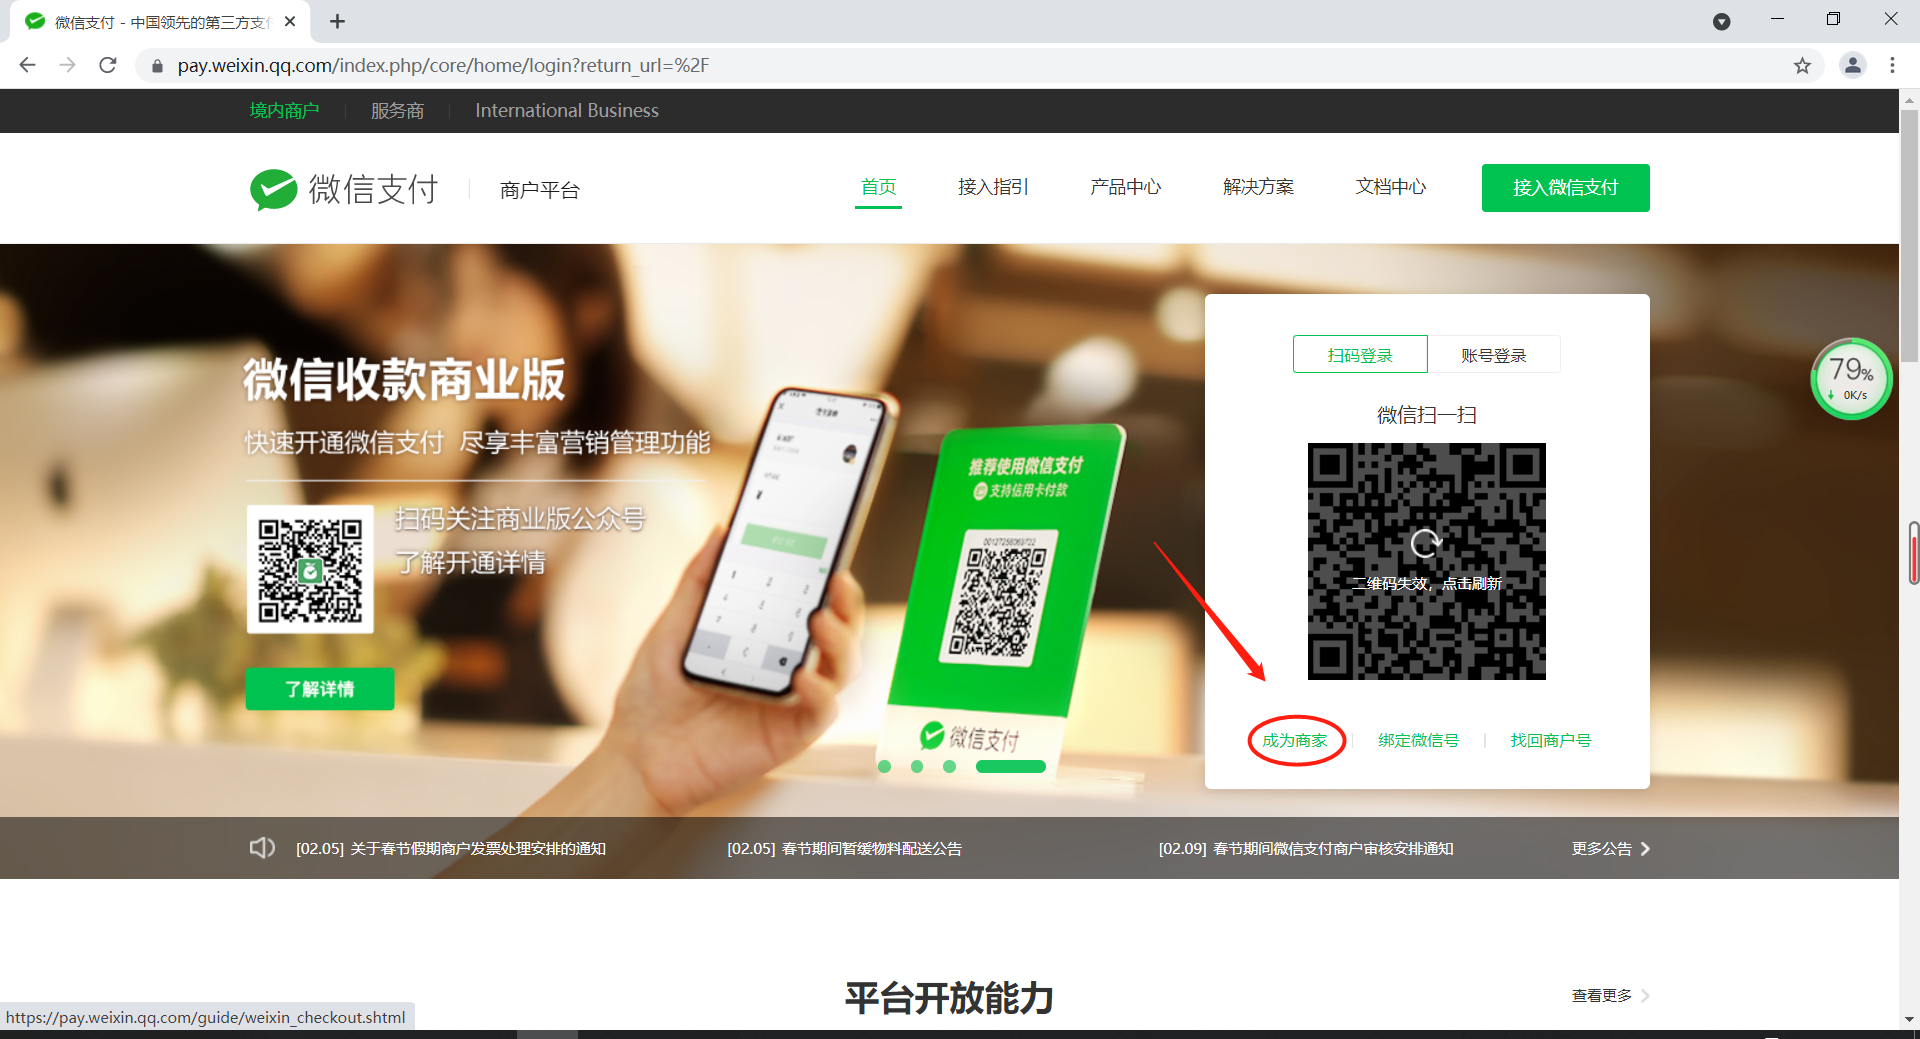 微信支付 - 中国领先的第三方支付
pay.weixin.qq.com/index.php/core/home/login?return_url=%2F
境内商户
服务商
International Business
微信支付
商户平台
首页
接入指引
产品中心
解决方案
文档中心
接入微信支付
微信收款商业版
快速开通微信支付 尽享丰富营销管理功能
扫码关注商业版公众号
了解开通详情
了解详情
推荐使用微信支付
支持信用卡付款
微信支付
扫码登录
账号登录
微信扫一扫
二维码失效，点击刷新
成为商家
绑定微信号
找回商户号
79%
0K/s
[02.05] 关于春节假期商户发票处理安排的通知
[02.05] 春节期间暂缓物料配送公告
[02.09] 春节期间微信支付商户审核安排通知
更多公告
平台开放能力
查看更多
https://pay.weixin.qq.com/guide/weixin_checkout.shtml